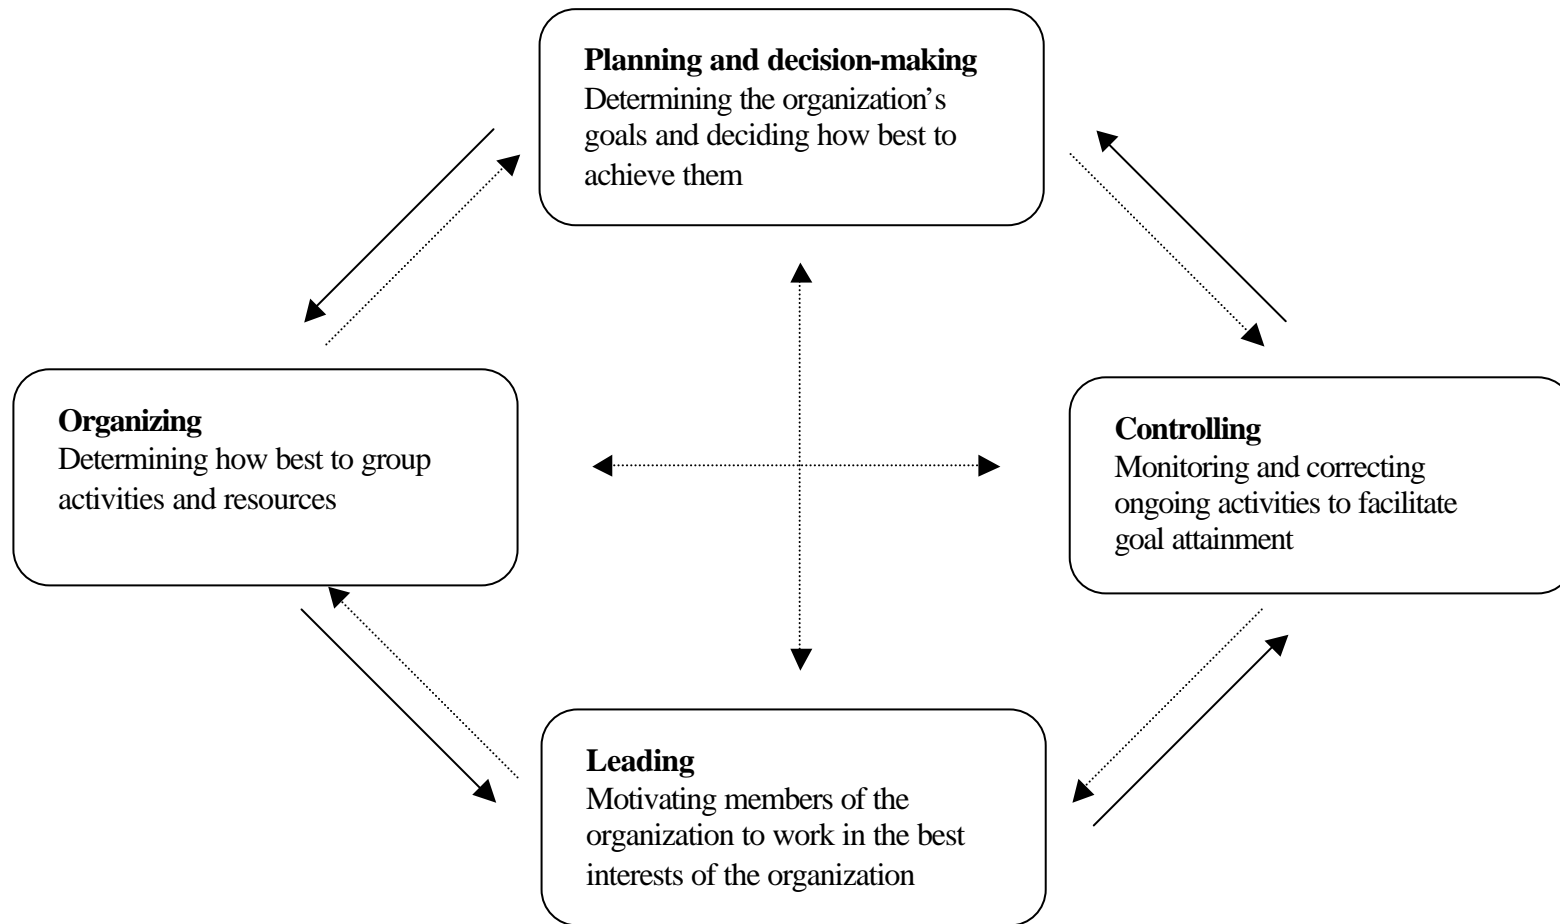 Planning and decision-making
Determining the organization’s
goals and deciding how best to
achieve them
Organizing
Determining how best to group
activities and resources
Controlling
Monitoring and correcting
ongoing activities to facilitate
goal attainment
Leading
Motivating members of the
organization to work in the best
interests of the organization